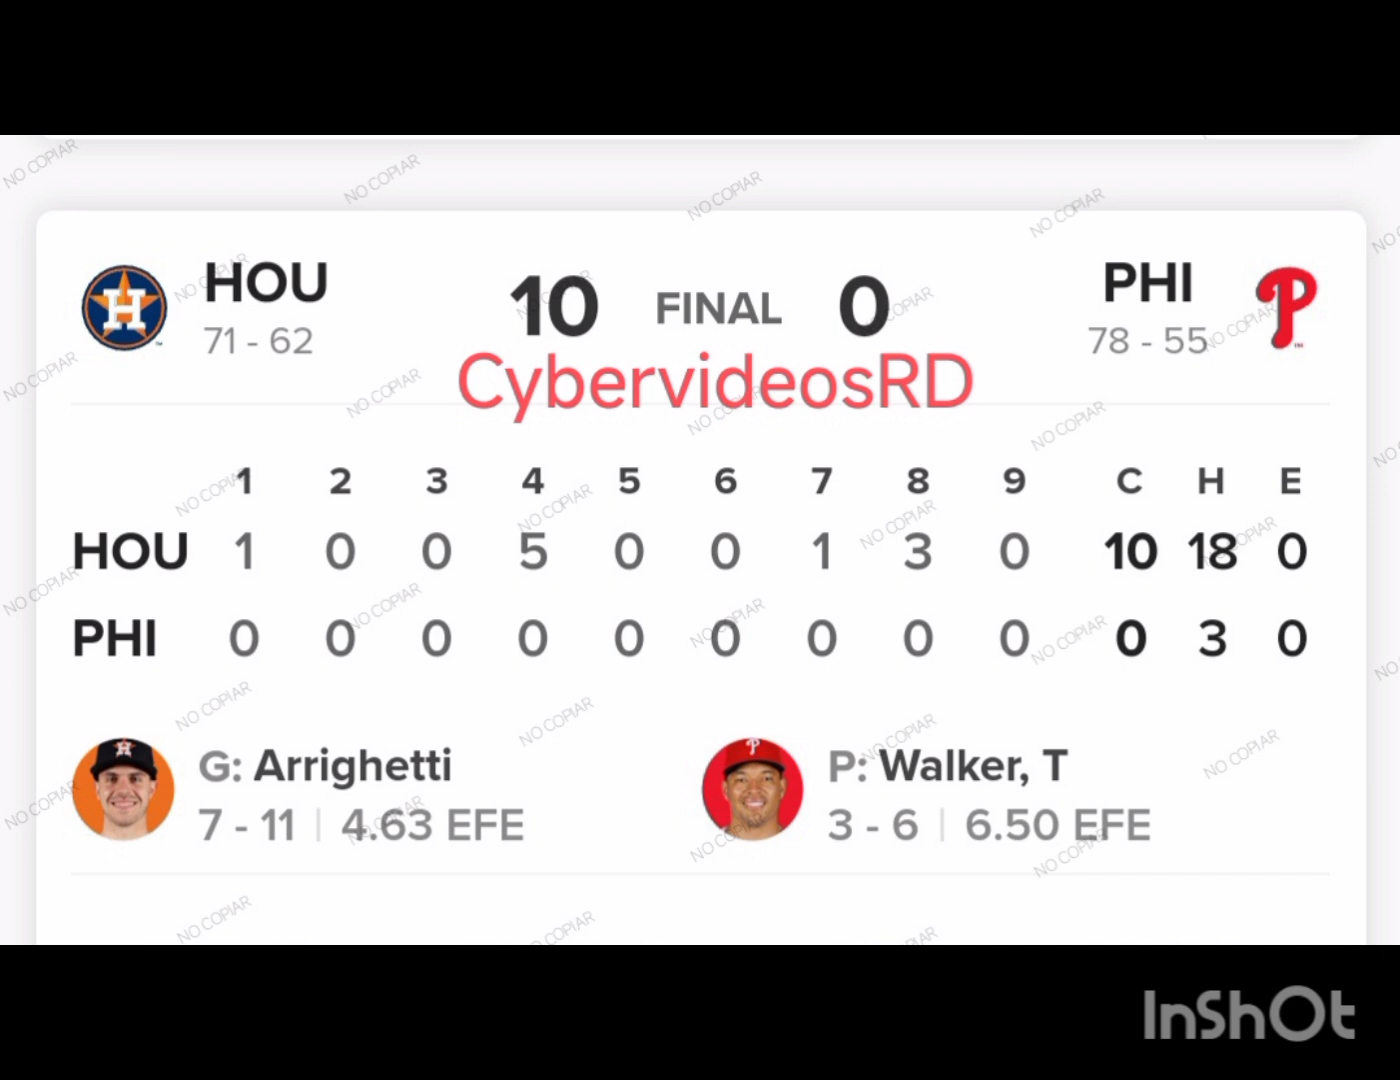 HOU 10 FINAL 0 PHI
71 - 62 78 - 55
CybervideosRD
1 2 3 4 5 6 7 8 9 C H E
HOU 1 0 0 5 0 0 1 3 0 10 18 0
PHI 0 0 0 0 0 0 0 0 0 0 3 0
G: Arrighetti P: Walker, T
7 - 11 | 4.63 EFE 3 - 6 | 6.50 EFE
NO COPIAR
InShOt